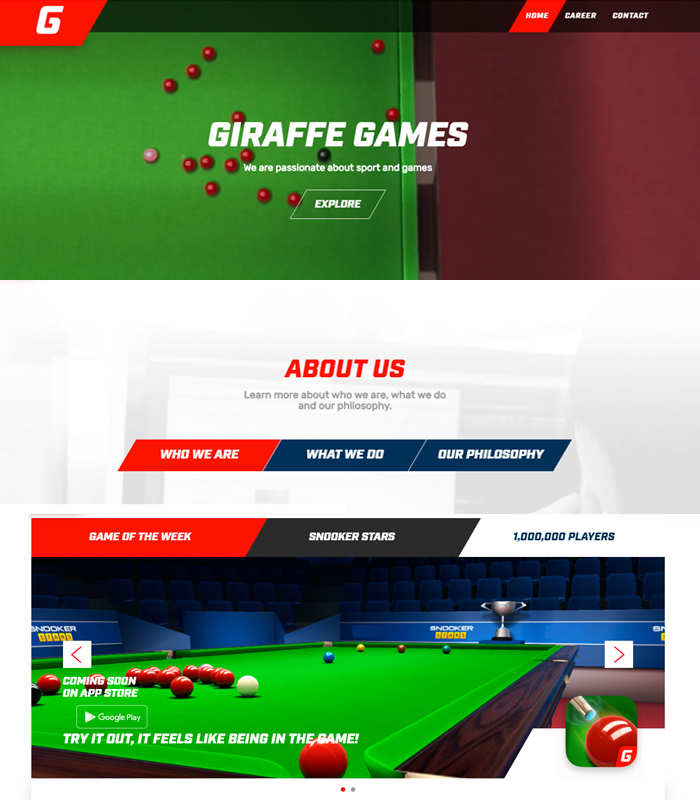 G
HOME CAREER CONTACT
GIRAFFE GAMES
We are passionate about sport and games
EXPLORE
ABOUT US
Learn more about who we are, what we do
and our philosophy.
WHO WE ARE WHAT WE DO OUR PHILOSOPHY
GAME OF THE WEEK SNOOKER STARS 1,000,000 PLAYERS
SNOOKER
STARS
SNOOKER
STARS
COMING SOON
ON APP STORE
Google Play
TRY IT OUT, IT FEELS LIKE BEING IN THE GAME!
G